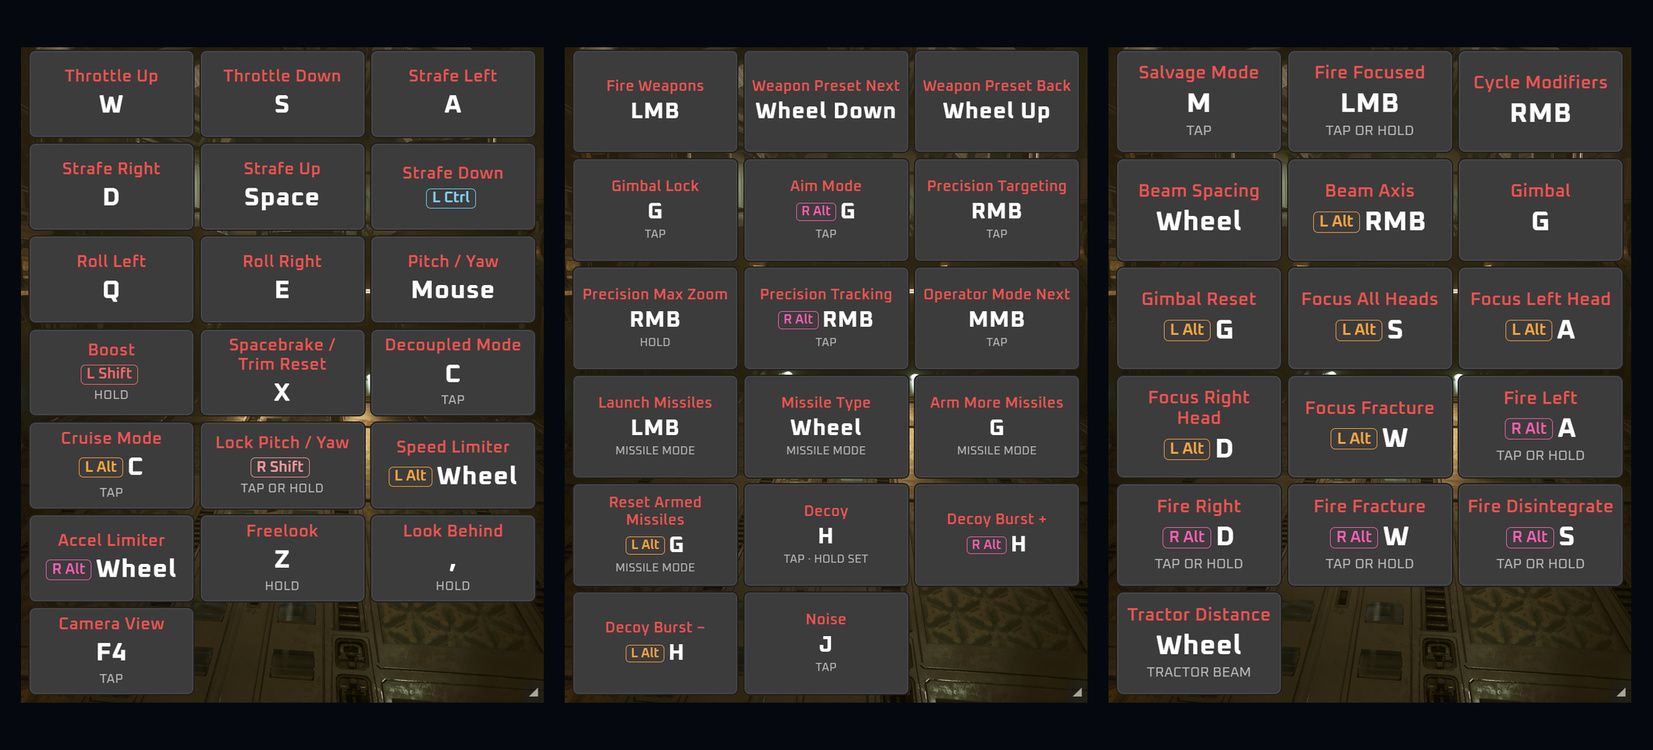 Throttle Up
W
Throttle Down
S
Strafe Left
A
Strafe Right
D
Strafe Up
Space
Strafe Down
L Ctrl
Roll Left
Q
Roll Right
E
Pitch / Yaw
Mouse
Boost
L Shift
HOLD
Spacebrake /
Trim Reset
X
Decoupled Mode
C
TAP
Cruise Mode
L Alt C
TAP
Lock Pitch / Yaw
R Shift
TAP OR HOLD
Speed Limiter
L Alt Wheel
Accel Limiter
R Alt Wheel
Freelook
Z
HOLD
Look Behind
,
HOLD
Camera View
F4
TAP
Fire Weapons
LMB
Weapon Preset Next
Wheel Down
Weapon Preset Back
Wheel Up
Gimbal Lock
G
TAP
Aim Mode
R Alt G
TAP
Precision Targeting
RMB
TAP
Precision Max Zoom
RMB
HOLD
Precision Tracking
R Alt RMB
TAP
Operator Mode Next
MMB
TAP
Launch Missiles
LMB
MISSILE MODE
Missile Type
Wheel
MISSILE MODE
Arm More Missiles
G
MISSILE MODE
Reset Armed
Missiles
L Alt G
MISSILE MODE
Decoy
H
TAP · HOLD SET
Decoy Burst +
R Alt H
Decoy Burst −
L Alt H
Noise
J
TAP
Salvage Mode
M
TAP
Fire Focused
LMB
TAP OR HOLD
Cycle Modifiers
RMB
Beam Spacing
Wheel
Beam Axis
L Alt RMB
Gimbal
G
Gimbal Reset
L Alt G
Focus All Heads
L Alt S
Focus Left Head
L Alt A
Focus Right
Head
L Alt D
Focus Fracture
L Alt W
Fire Left
R Alt A
TAP OR HOLD
Fire Right
R Alt D
TAP OR HOLD
Fire Fracture
R Alt W
TAP OR HOLD
Fire Disintegrate
R Alt S
TAP OR HOLD
Tractor Distance
Wheel
TRACTOR BEAM